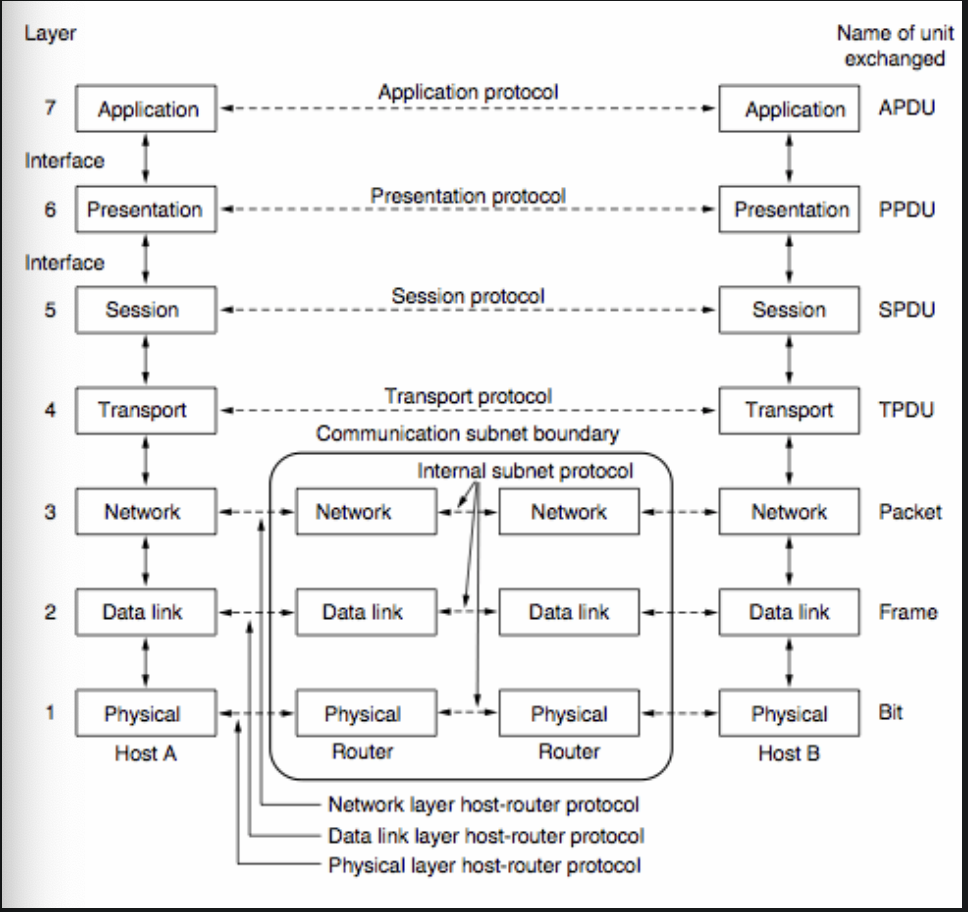 Layer
Name of unit
exchanged
7
Application
Application protocol
Application
APDU
Interface
6
Presentation
Presentation protocol
Presentation
PPDU
Interface
5
Session
Session protocol
Session
SPDU
4
Transport
Transport protocol
Transport
TPDU
Communication subnet boundary
Internal subnet protocol
3
Network
Network
Network
Network
Packet
2
Data link
Data link
Data link
Data link
Frame
1
Physical
Physical
Physical
Physical
Bit
Host A
Router
Router
Host B
Network layer host-router protocol
Data link layer host-router protocol
Physical layer host-router protocol